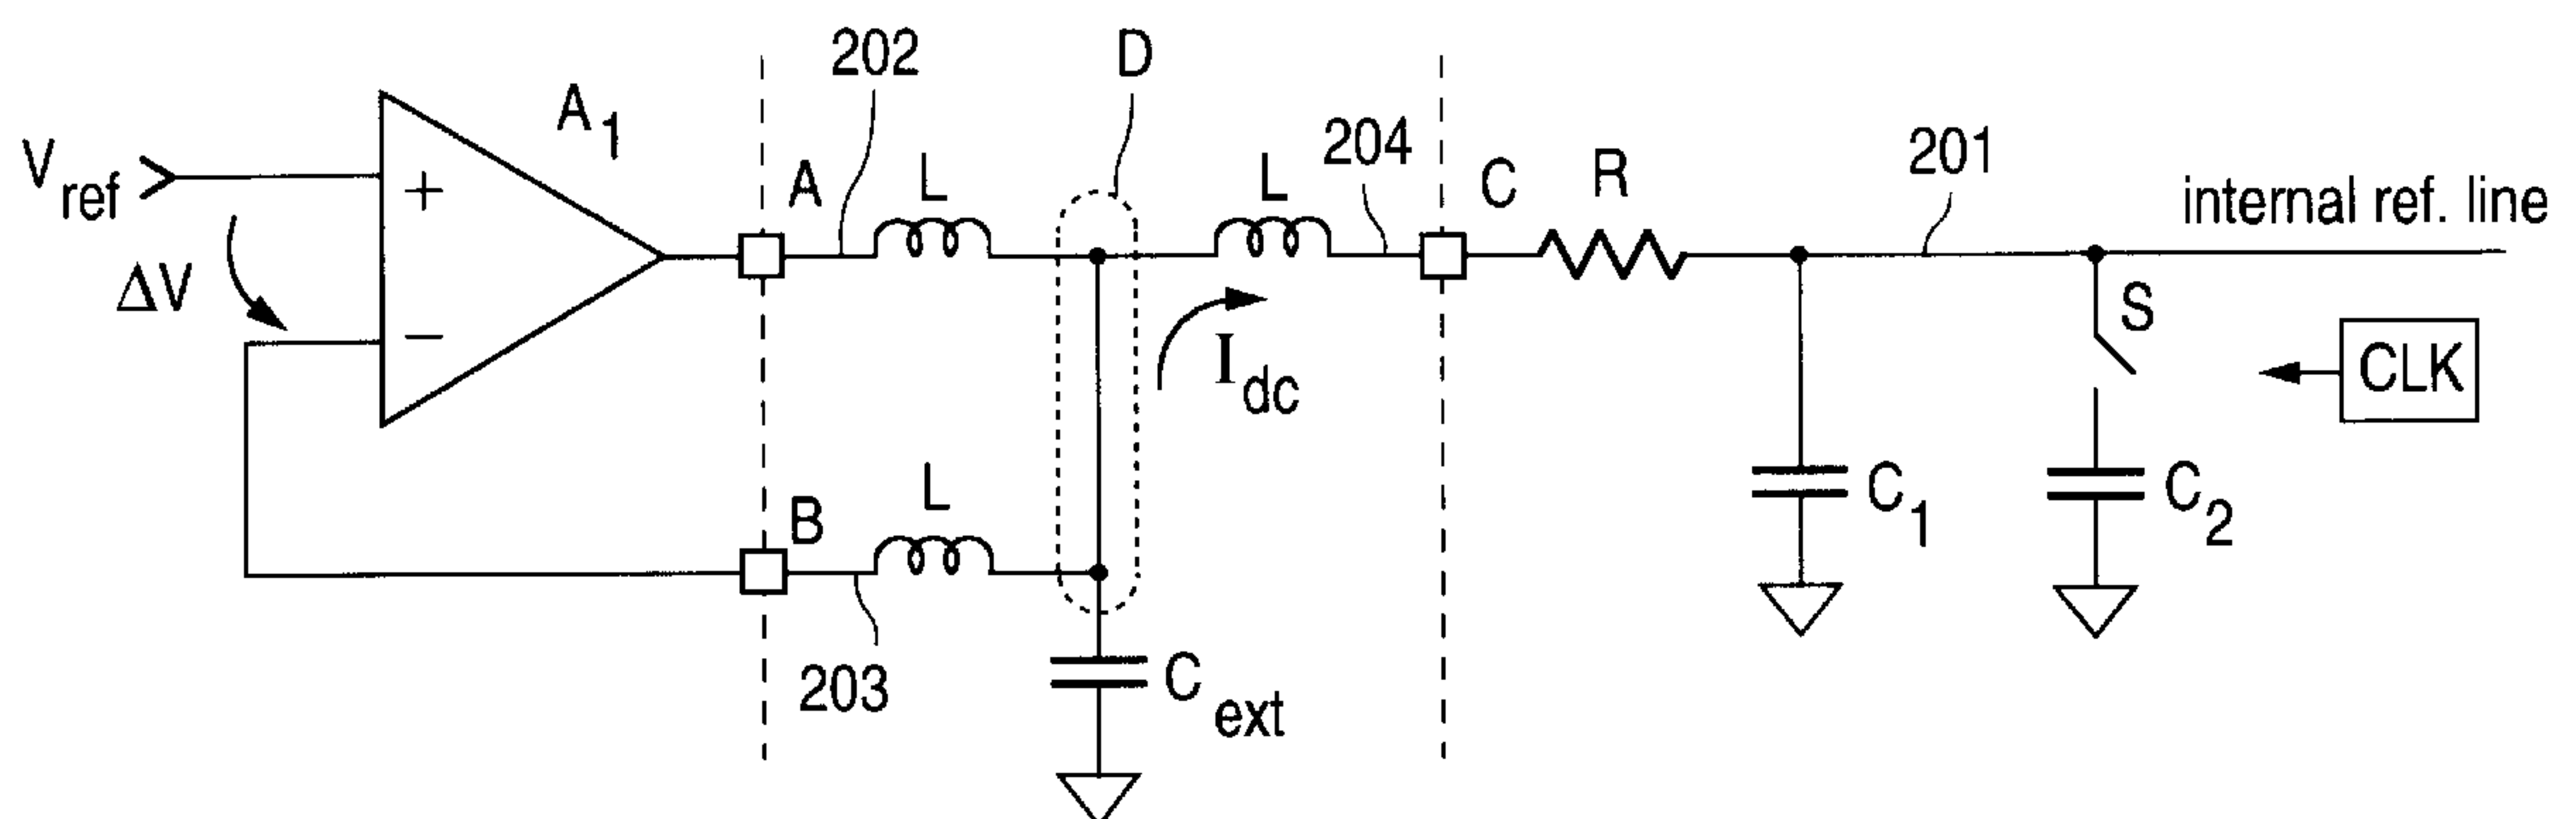 202
D
A1
Vref
+
A
L
204
L
C
R
201
internal ref. line
ΔV
−
Idc
S
CLK
B
L
203
Cext
C1
C2